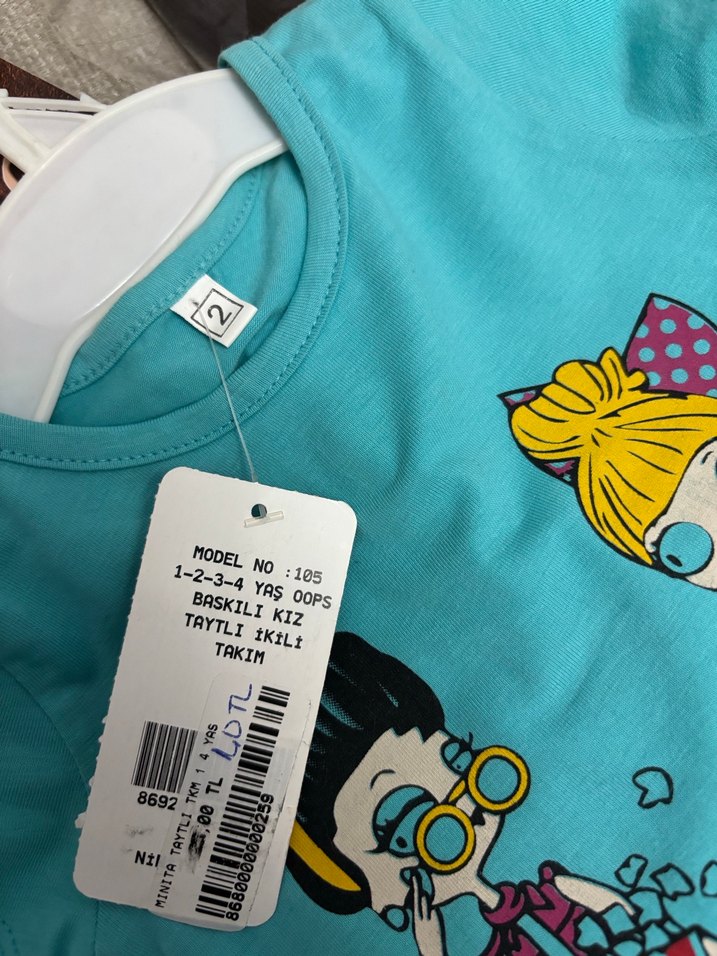 2
MODEL NO :105
1-2-3-4 YAŞ OOPS
BASKILI KIZ
TAYTLI İKİLİ
TAKIM
8692
MINITA TAYTLI TKM 1 4 YAŞ
,00 TL
8680000000259